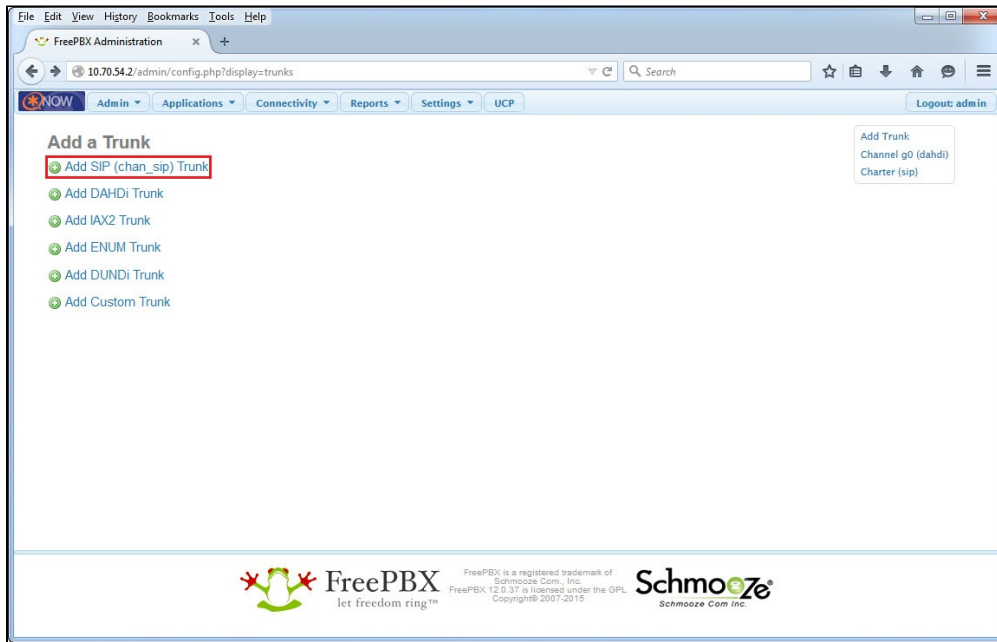 File Edit View History Bookmarks Tools Help
FreePBX Administration
10.70.54.2/admin/config.php?display=trunks
Search
NOW Admin Applications Connectivity Reports Settings UCP Logout: admin
Add a Trunk
Add SIP (chan_sip) Trunk
Add DAHDi Trunk
Add IAX2 Trunk
Add ENUM Trunk
Add DUNDi Trunk
Add Custom Trunk
Add Trunk
Channel g0 (dahdi)
Charter (sip)
FreePBX
let freedom ring™
FreePBX is a registered trademark of
Schmooze Com., Inc.
FreePBX 12.0.37 is licensed under the GPL
Copyright© 2007-2015
Schmooze®
Schmooze Com Inc.